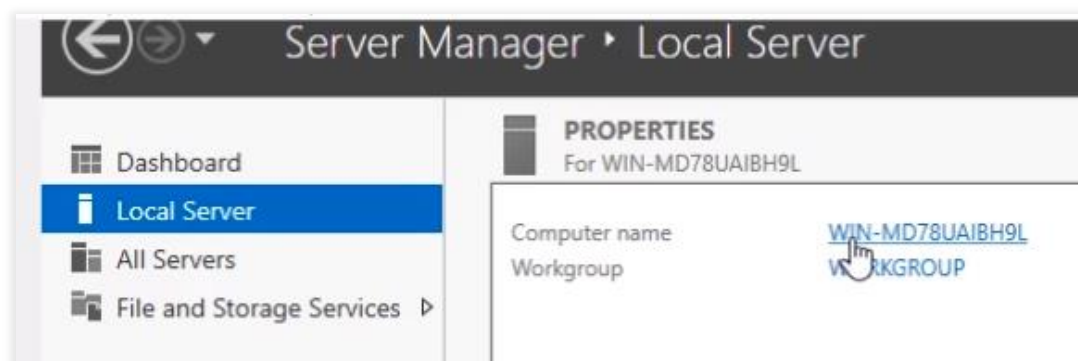 Server Manager ‣ Local Server
Dashboard
Local Server
All Servers
File and Storage Services
PROPERTIES
For WIN-MD78UAIBH9L
Computer name WIN-MD78UAIBH9L
Workgroup WORKGROUP